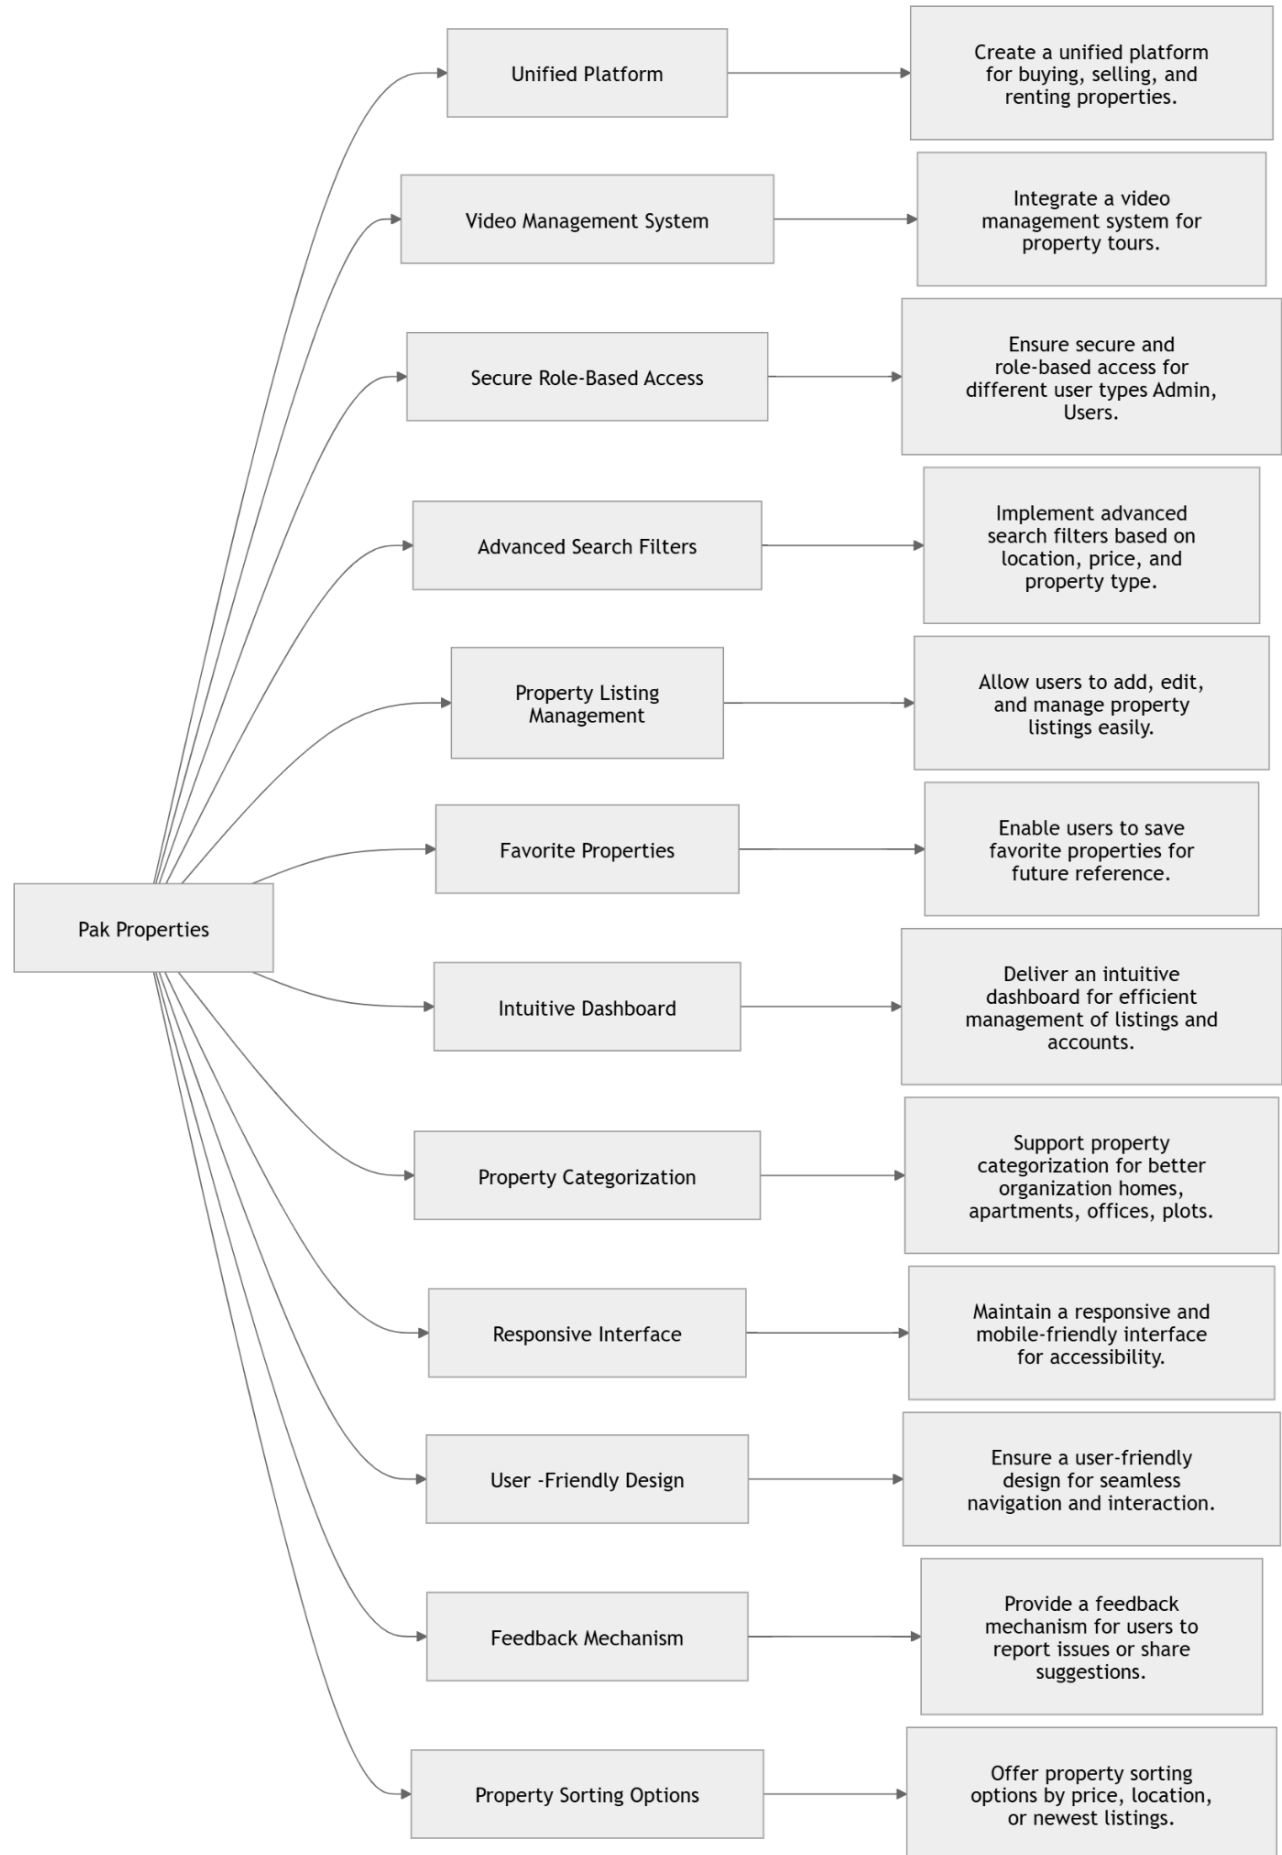 Unified Platform
Create a unified platform
for buying, selling, and
renting properties.
Video Management System
Integrate a video
management system for
property tours.
Secure Role-Based Access
Ensure secure and
role-based access for
different user types Admin,
Users.
Advanced Search Filters
Implement advanced
search filters based on
location, price, and
property type.
Property Listing
Management
Allow users to add, edit,
and manage property
listings easily.
Favorite Properties
Enable users to save
favorite properties for
future reference.
Pak Properties
Intuitive Dashboard
Deliver an intuitive
dashboard for efficient
management of listings and
accounts.
Property Categorization
Support property
categorization for better
organization homes,
apartments, offices, plots.
Responsive Interface
Maintain a responsive and
mobile-friendly interface
for accessibility.
User -Friendly Design
Ensure a user-friendly
design for seamless
navigation and interaction.
Feedback Mechanism
Provide a feedback
mechanism for users to
report issues or share
suggestions.
Property Sorting Options
Offer property sorting
options by price, location,
or newest listings.